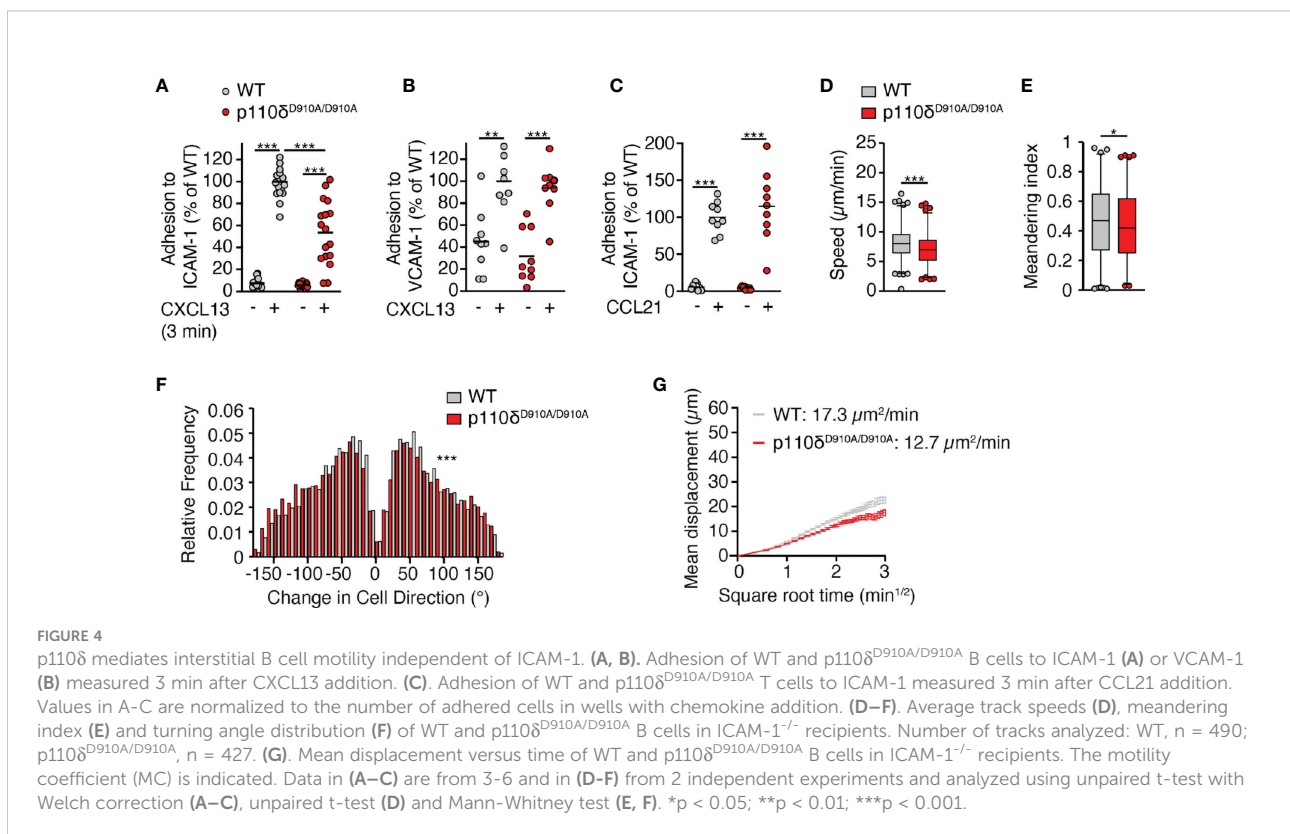 A
WT
p110δD910A/D910A
Adhesion to
ICAM-1 (% of WT)
120
100
80
60
40
20
0
***
***
***
- + - +
CXCL13
(3 min)
B
Adhesion to
VCAM-1 (% of WT)
120
100
80
60
40
20
0
** ***
- + - +
CXCL13
C
Adhesion to
ICAM-1 (% of WT)
200
150
100
50
0
***
***
- + - +
CCL21
D
WT
p110δD910A/D910A
Speed (µm/min)
25
20
15
10
5
0
***
E
Meandering index
1
0.8
0.6
0.4
0.2
0
*
F
WT
p110δD910A/D910A
Relative Frequency
0.06
0.05
0.04
0.03
0.02
0.01
0
***
-150 -100 -50 0 50 100 150
Change in Cell Direction (°)
G
Mean displacement (µm)
60
50
40
30
20
10
0
WT: 17.3 µm²/min
p110δD910A/D910A: 12.7 µm²/min
0 1 2 3
Square root time (min1/2)
FIGURE 4
p110δ mediates interstitial B cell motility independent of ICAM-1. (A, B). Adhesion of WT and p110δD910A/D910A B cells to ICAM-1 (A) or VCAM-1
(B) measured 3 min after CXCL13 addition. (C). Adhesion of WT and p110δD910A/D910A T cells to ICAM-1 measured 3 min after CCL21 addition.
Values in A-C are normalized to the number of adhered cells in wells with chemokine addition. (D–F). Average track speeds (D), meandering
index (E) and turning angle distribution (F) of WT and p110δD910A/D910A B cells in ICAM-1-/- recipients. Number of tracks analyzed: WT, n = 490;
p110δD910A/D910A, n = 427. (G). Mean displacement versus time of WT and p110δD910A/D910A B cells in ICAM-1-/- recipients. The motility
coefficient (MC) is indicated. Data in (A–C) are from 3-6 and in (D-F) from 2 independent experiments and analyzed using unpaired t-test with
Welch correction (A–C), unpaired t-test (D) and Mann-Whitney test (E, F). *p < 0.05; **p < 0.01; ***p < 0.001.